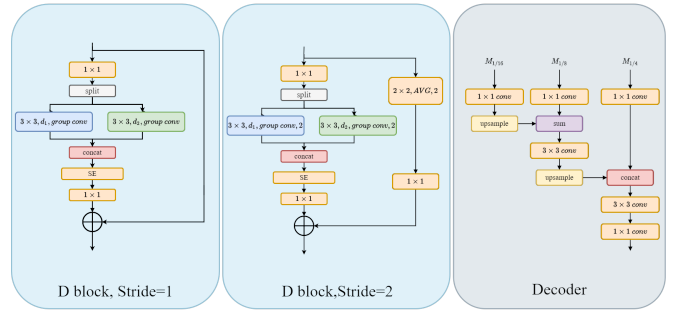 1 × 1
split
3 × 3, d₁, group conv
3 × 3, d₂, group conv
concat
SE
1 × 1
D block, Stride=1
1 × 1
2 × 2, AVG, 2
split
3 × 3, d₁, group conv, 2
3 × 3, d₂, group conv, 2
concat
SE
1 × 1
1 × 1
D block,Stride=2
M₁/₁₆
M₁/₈
M₁/₄
1 × 1 conv
1 × 1 conv
1 × 1 conv
upsample
sum
3 × 3 conv
upsample
concat
3 × 3 conv
1 × 1 conv
Decoder